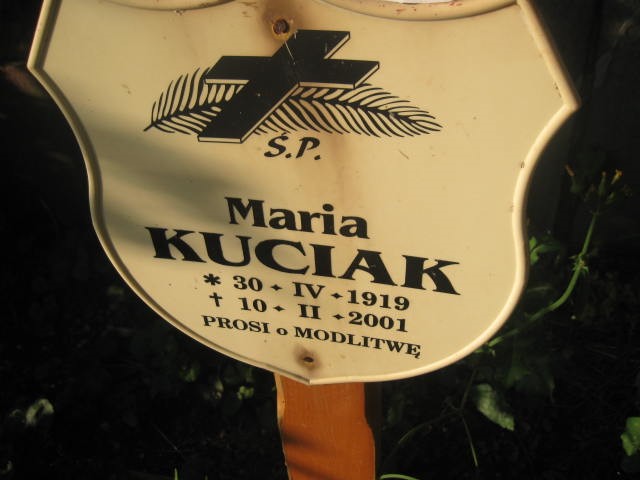 Ś.P.
Maria
KUCIAK
* 30 ✦ IV ✦ 1919
✝ 10 ✦ II ✦ 2001
PROSI o MODLITWĘ